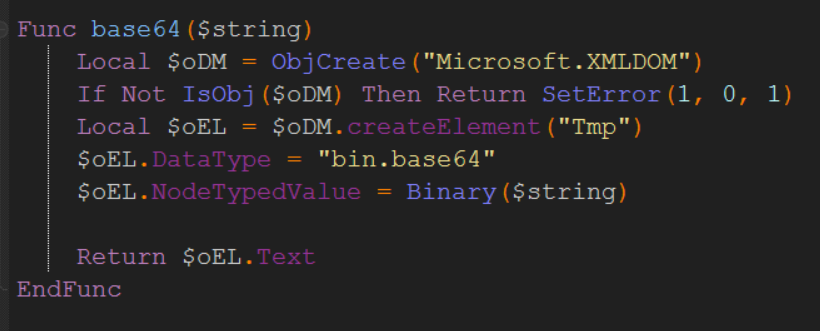 Func base64($string)
Local $oDM = ObjCreate("Microsoft.XMLDOM")
If Not IsObj($oDM) Then Return SetError(1, 0, 1)
Local $oEL = $oDM.createElement("Tmp")
$oEL.DataType = "bin.base64"
$oEL.NodeTypedValue = Binary($string)
Return $oEL.Text
EndFunc